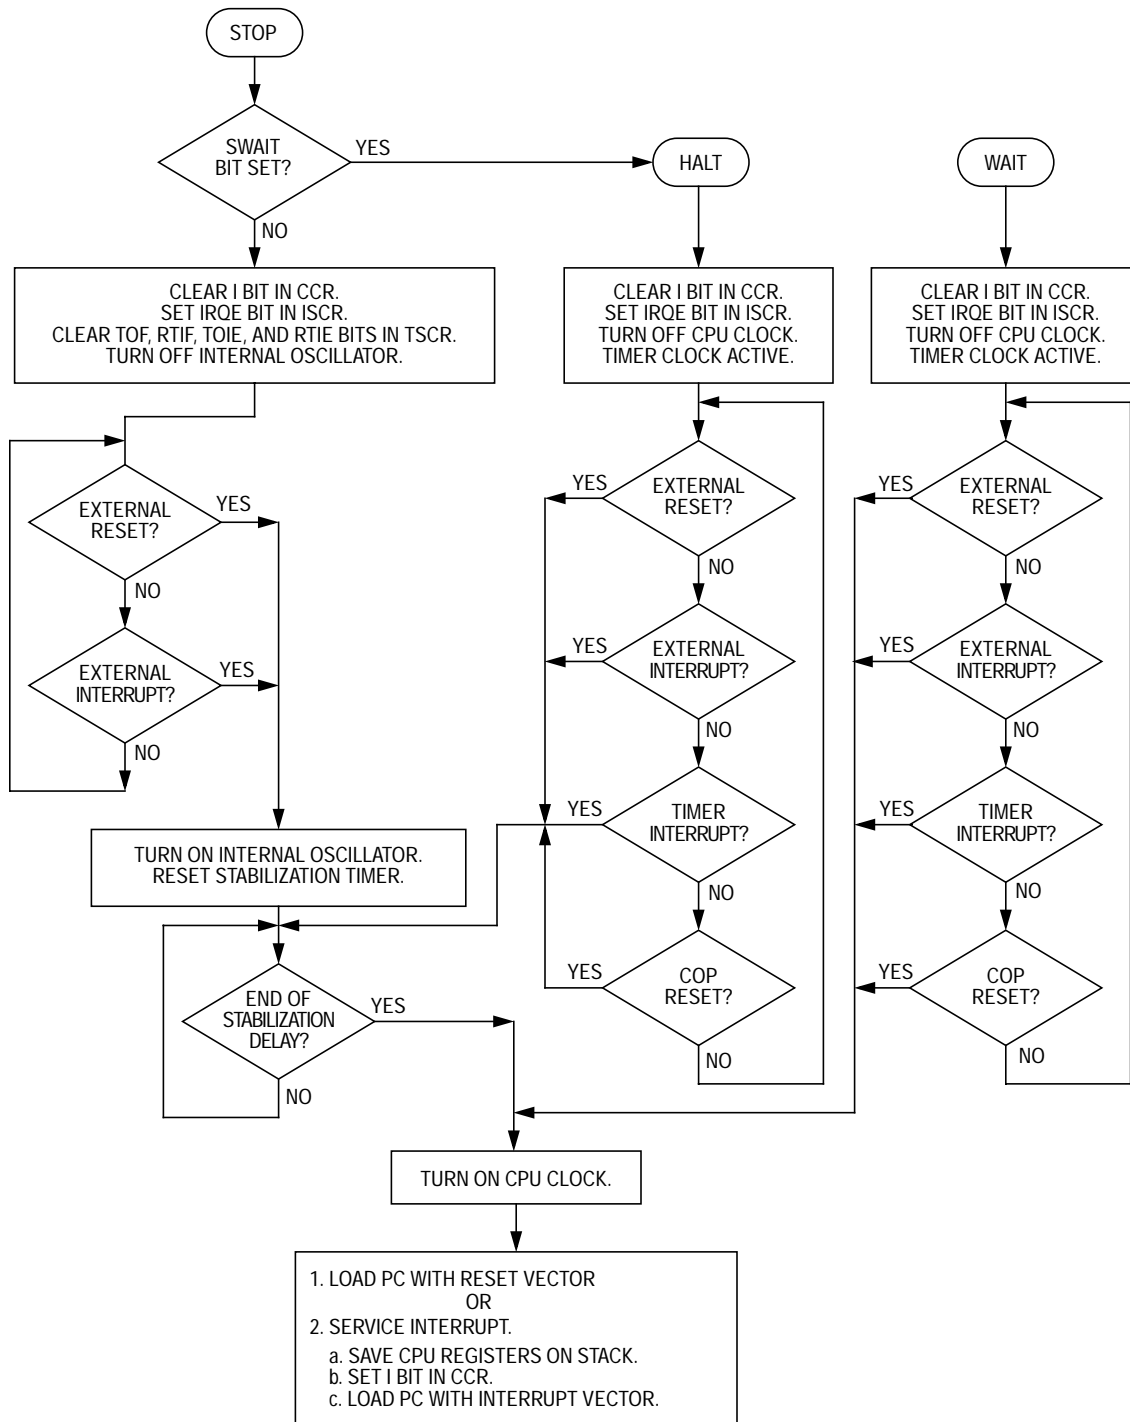 STOP
SWAIT
BIT SET?
YES
NO
HALT
WAIT
CLEAR I BIT IN CCR.
SET IRQE BIT IN ISCR.
CLEAR TOF, RTIF, TOIE, AND RTIE BITS IN TSCR.
TURN OFF INTERNAL OSCILLATOR.
CLEAR I BIT IN CCR.
SET IRQE BIT IN ISCR.
TURN OFF CPU CLOCK.
TIMER CLOCK ACTIVE.
CLEAR I BIT IN CCR.
SET IRQE BIT IN ISCR.
TURN OFF CPU CLOCK.
TIMER CLOCK ACTIVE.
EXTERNAL
RESET?
YES
NO
EXTERNAL
INTERRUPT?
YES
NO
TURN ON INTERNAL OSCILLATOR.
RESET STABILIZATION TIMER.
END OF
STABILIZATION
DELAY?
YES
NO
YES
EXTERNAL
RESET?
NO
YES
EXTERNAL
INTERRUPT?
NO
YES
TIMER
INTERRUPT?
NO
YES
COP
RESET?
NO
YES
EXTERNAL
RESET?
NO
YES
EXTERNAL
INTERRUPT?
NO
YES
TIMER
INTERRUPT?
NO
YES
COP
RESET?
NO
TURN ON CPU CLOCK.
1. LOAD PC WITH RESET VECTOR
OR
2. SERVICE INTERRUPT.
a. SAVE CPU REGISTERS ON STACK.
b. SET I BIT IN CCR.
c. LOAD PC WITH INTERRUPT VECTOR.